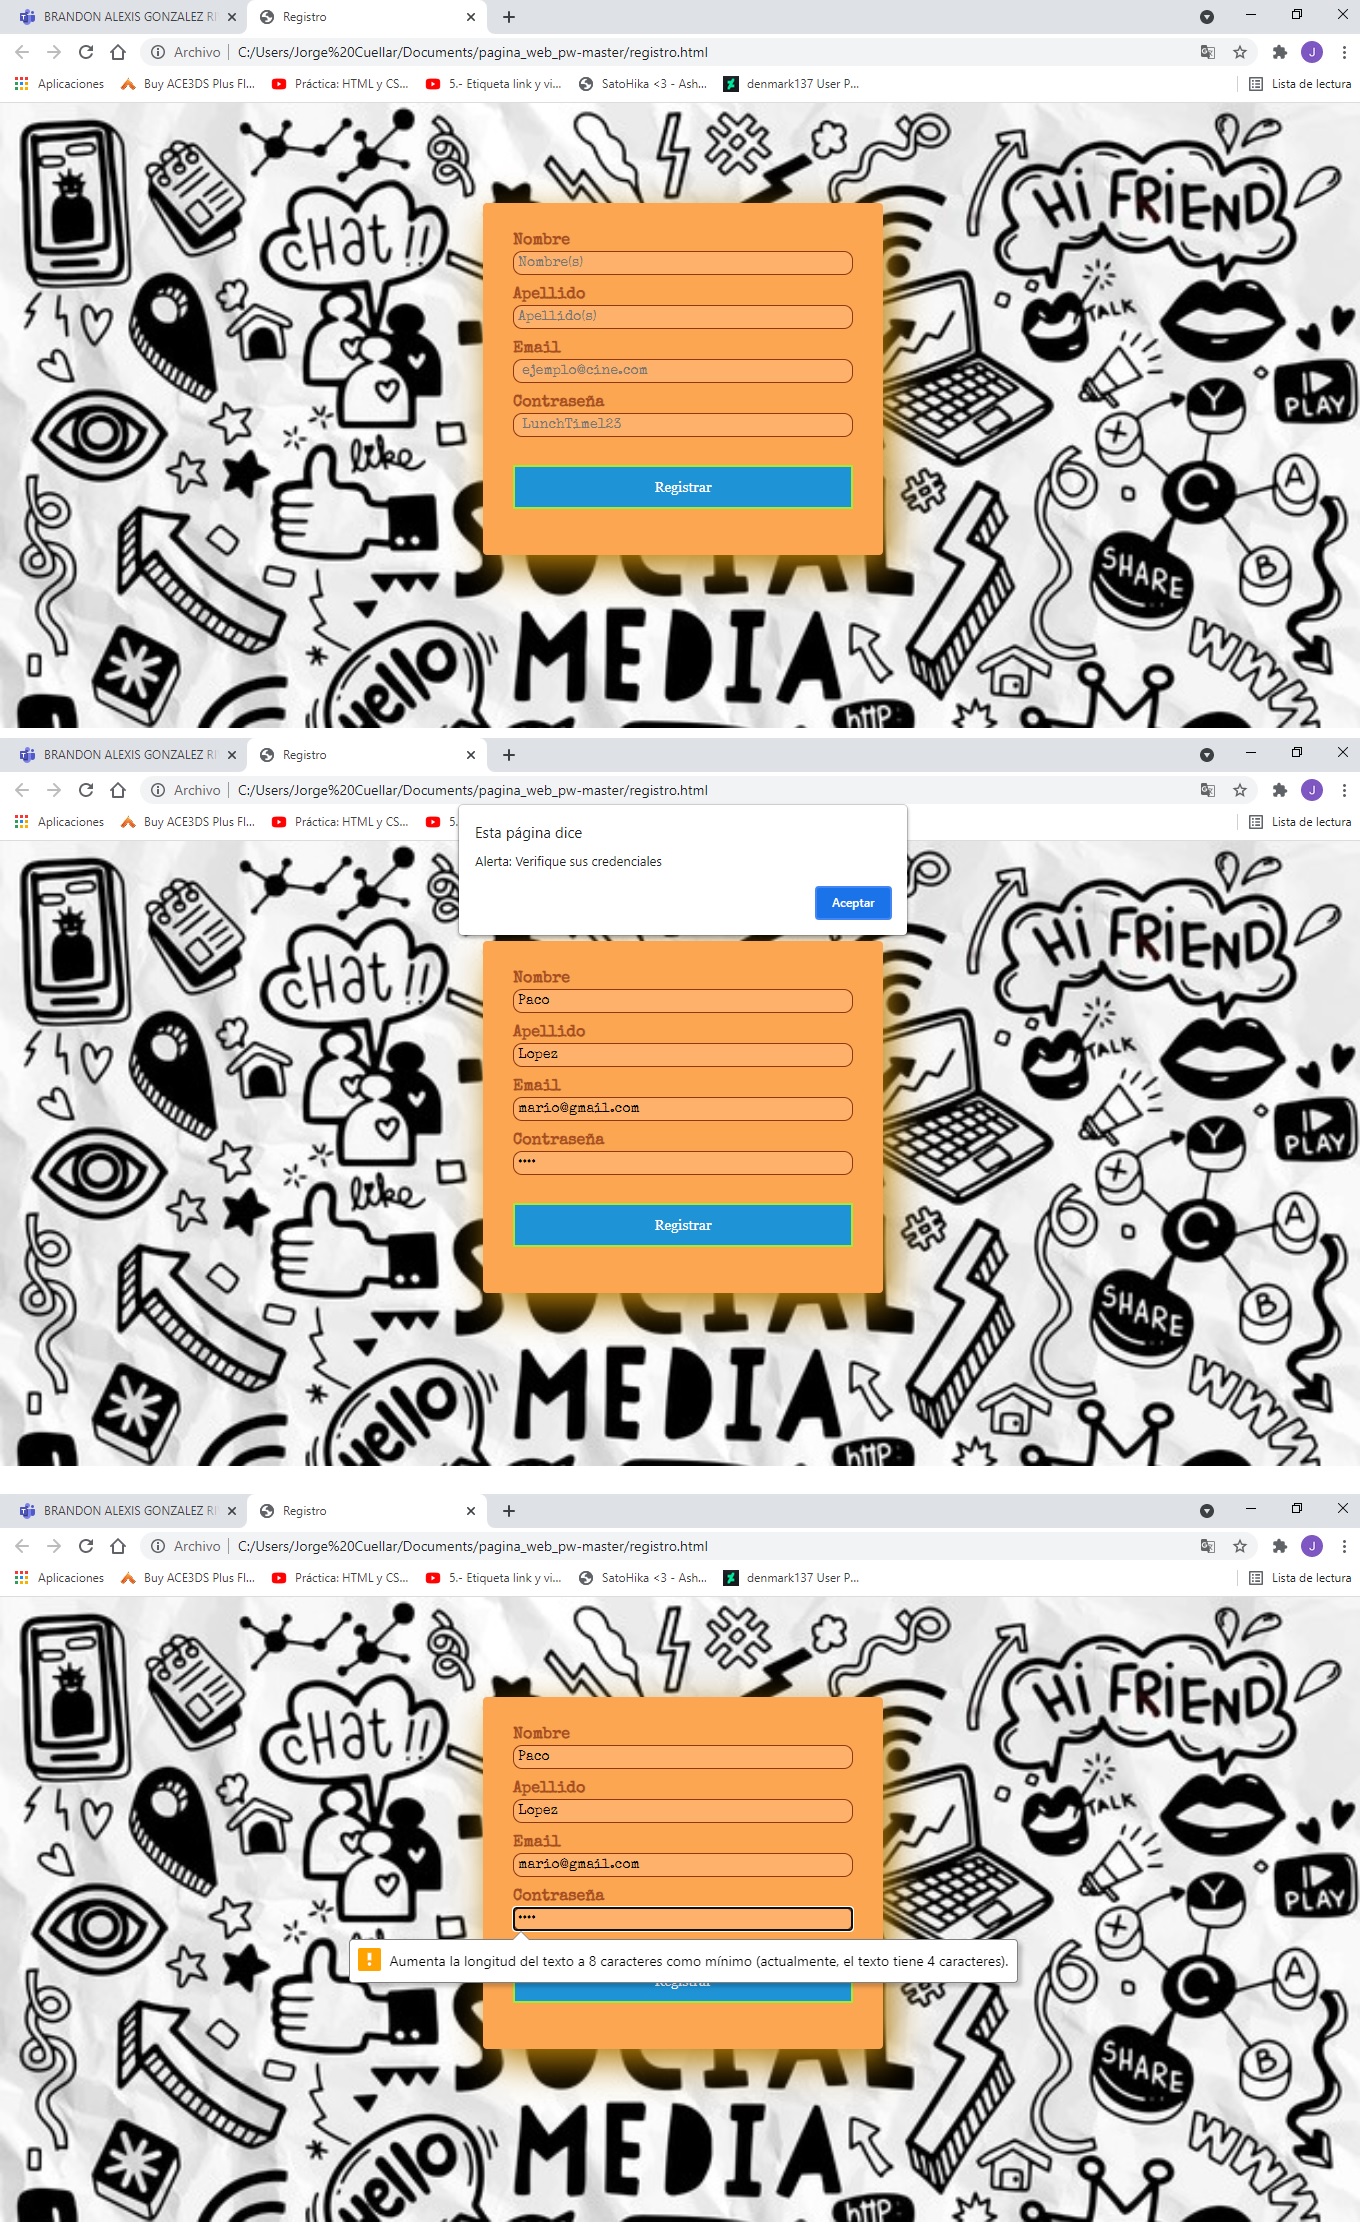 BRANDON ALEXIS GONZALEZ RI
Registro
Archivo C:/Users/Jorge%20Cuellar/Documents/pagina_web_pw-master/registro.html
J
Aplicaciones Buy ACE3DS Plus Fl... Práctica: HTML y CS... 5.- Etiqueta link y vi... SatoHika <3 - Ash... denmark137 User P... Lista de lectura
CHat !!
HI FRiEND
TALK
PLAY
like
Y
A
C
B
SHARE
Nombre
Nombre(s)
Apellido
Apellido(s)
Email
ejemplo@cine.com
Contraseña
LunchTime123
Registrar
SOCIAL
MEDIA
Hello
WWW
http
BRANDON ALEXIS GONZALEZ RI
Registro
Archivo C:/Users/Jorge%20Cuellar/Documents/pagina_web_pw-master/registro.html
J
Aplicaciones Buy ACE3DS Plus Fl... Práctica: HTML y CS... 5. Lista de lectura
Esta página dice
Alerta: Verifique sus credenciales
Aceptar
CHat !!
HI FRiEND
TALK
PLAY
like
Y
A
C
B
SHARE
Nombre
Paco
Apellido
Lopez
Email
mario@gmail.com
Contraseña
••••
Registrar
SOCIAL
MEDIA
Hello
WWW
http
BRANDON ALEXIS GONZALEZ RI
Registro
Archivo C:/Users/Jorge%20Cuellar/Documents/pagina_web_pw-master/registro.html
J
Aplicaciones Buy ACE3DS Plus Fl... Práctica: HTML y CS... 5.- Etiqueta link y vi... SatoHika <3 - Ash... denmark137 User P... Lista de lectura
CHat !!
HI FRiEND
TALK
PLAY
Y
A
C
B
SHARE
Nombre
Paco
Apellido
Lopez
Email
mario@gmail.com
Contraseña
••••
Aumenta la longitud del texto a 8 caracteres como mínimo (actualmente, el texto tiene 4 caracteres).
Registrar
SOCIAL
MEDIA
Hello
WWW
http